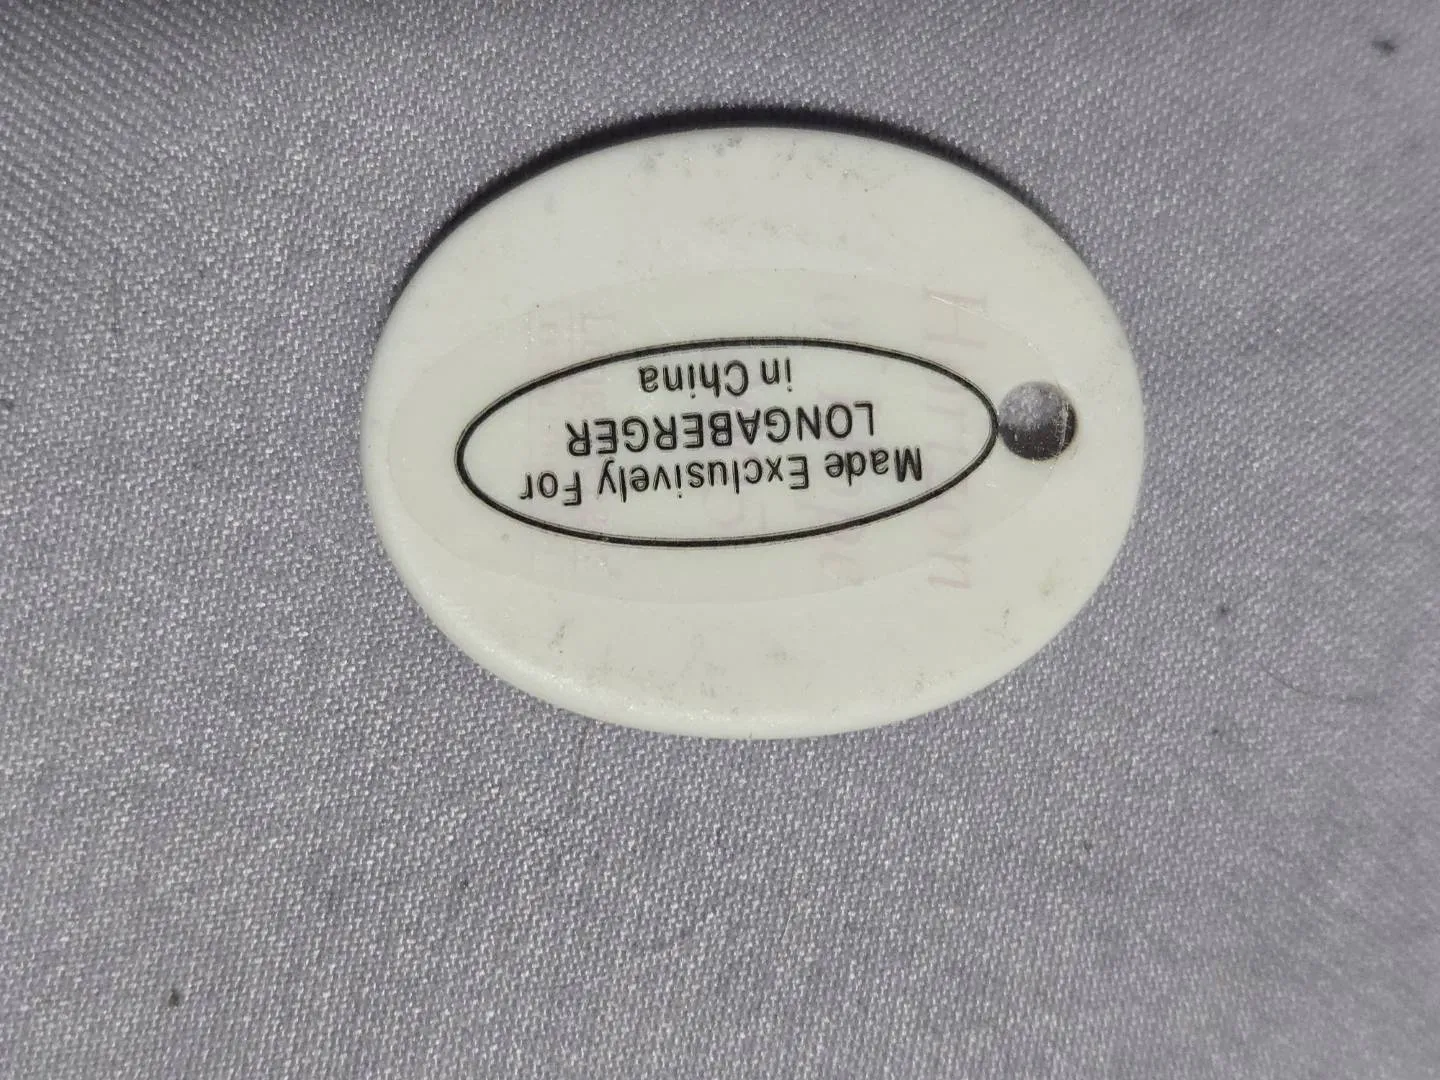 Made Exclusively For
LONGABERGER
in China